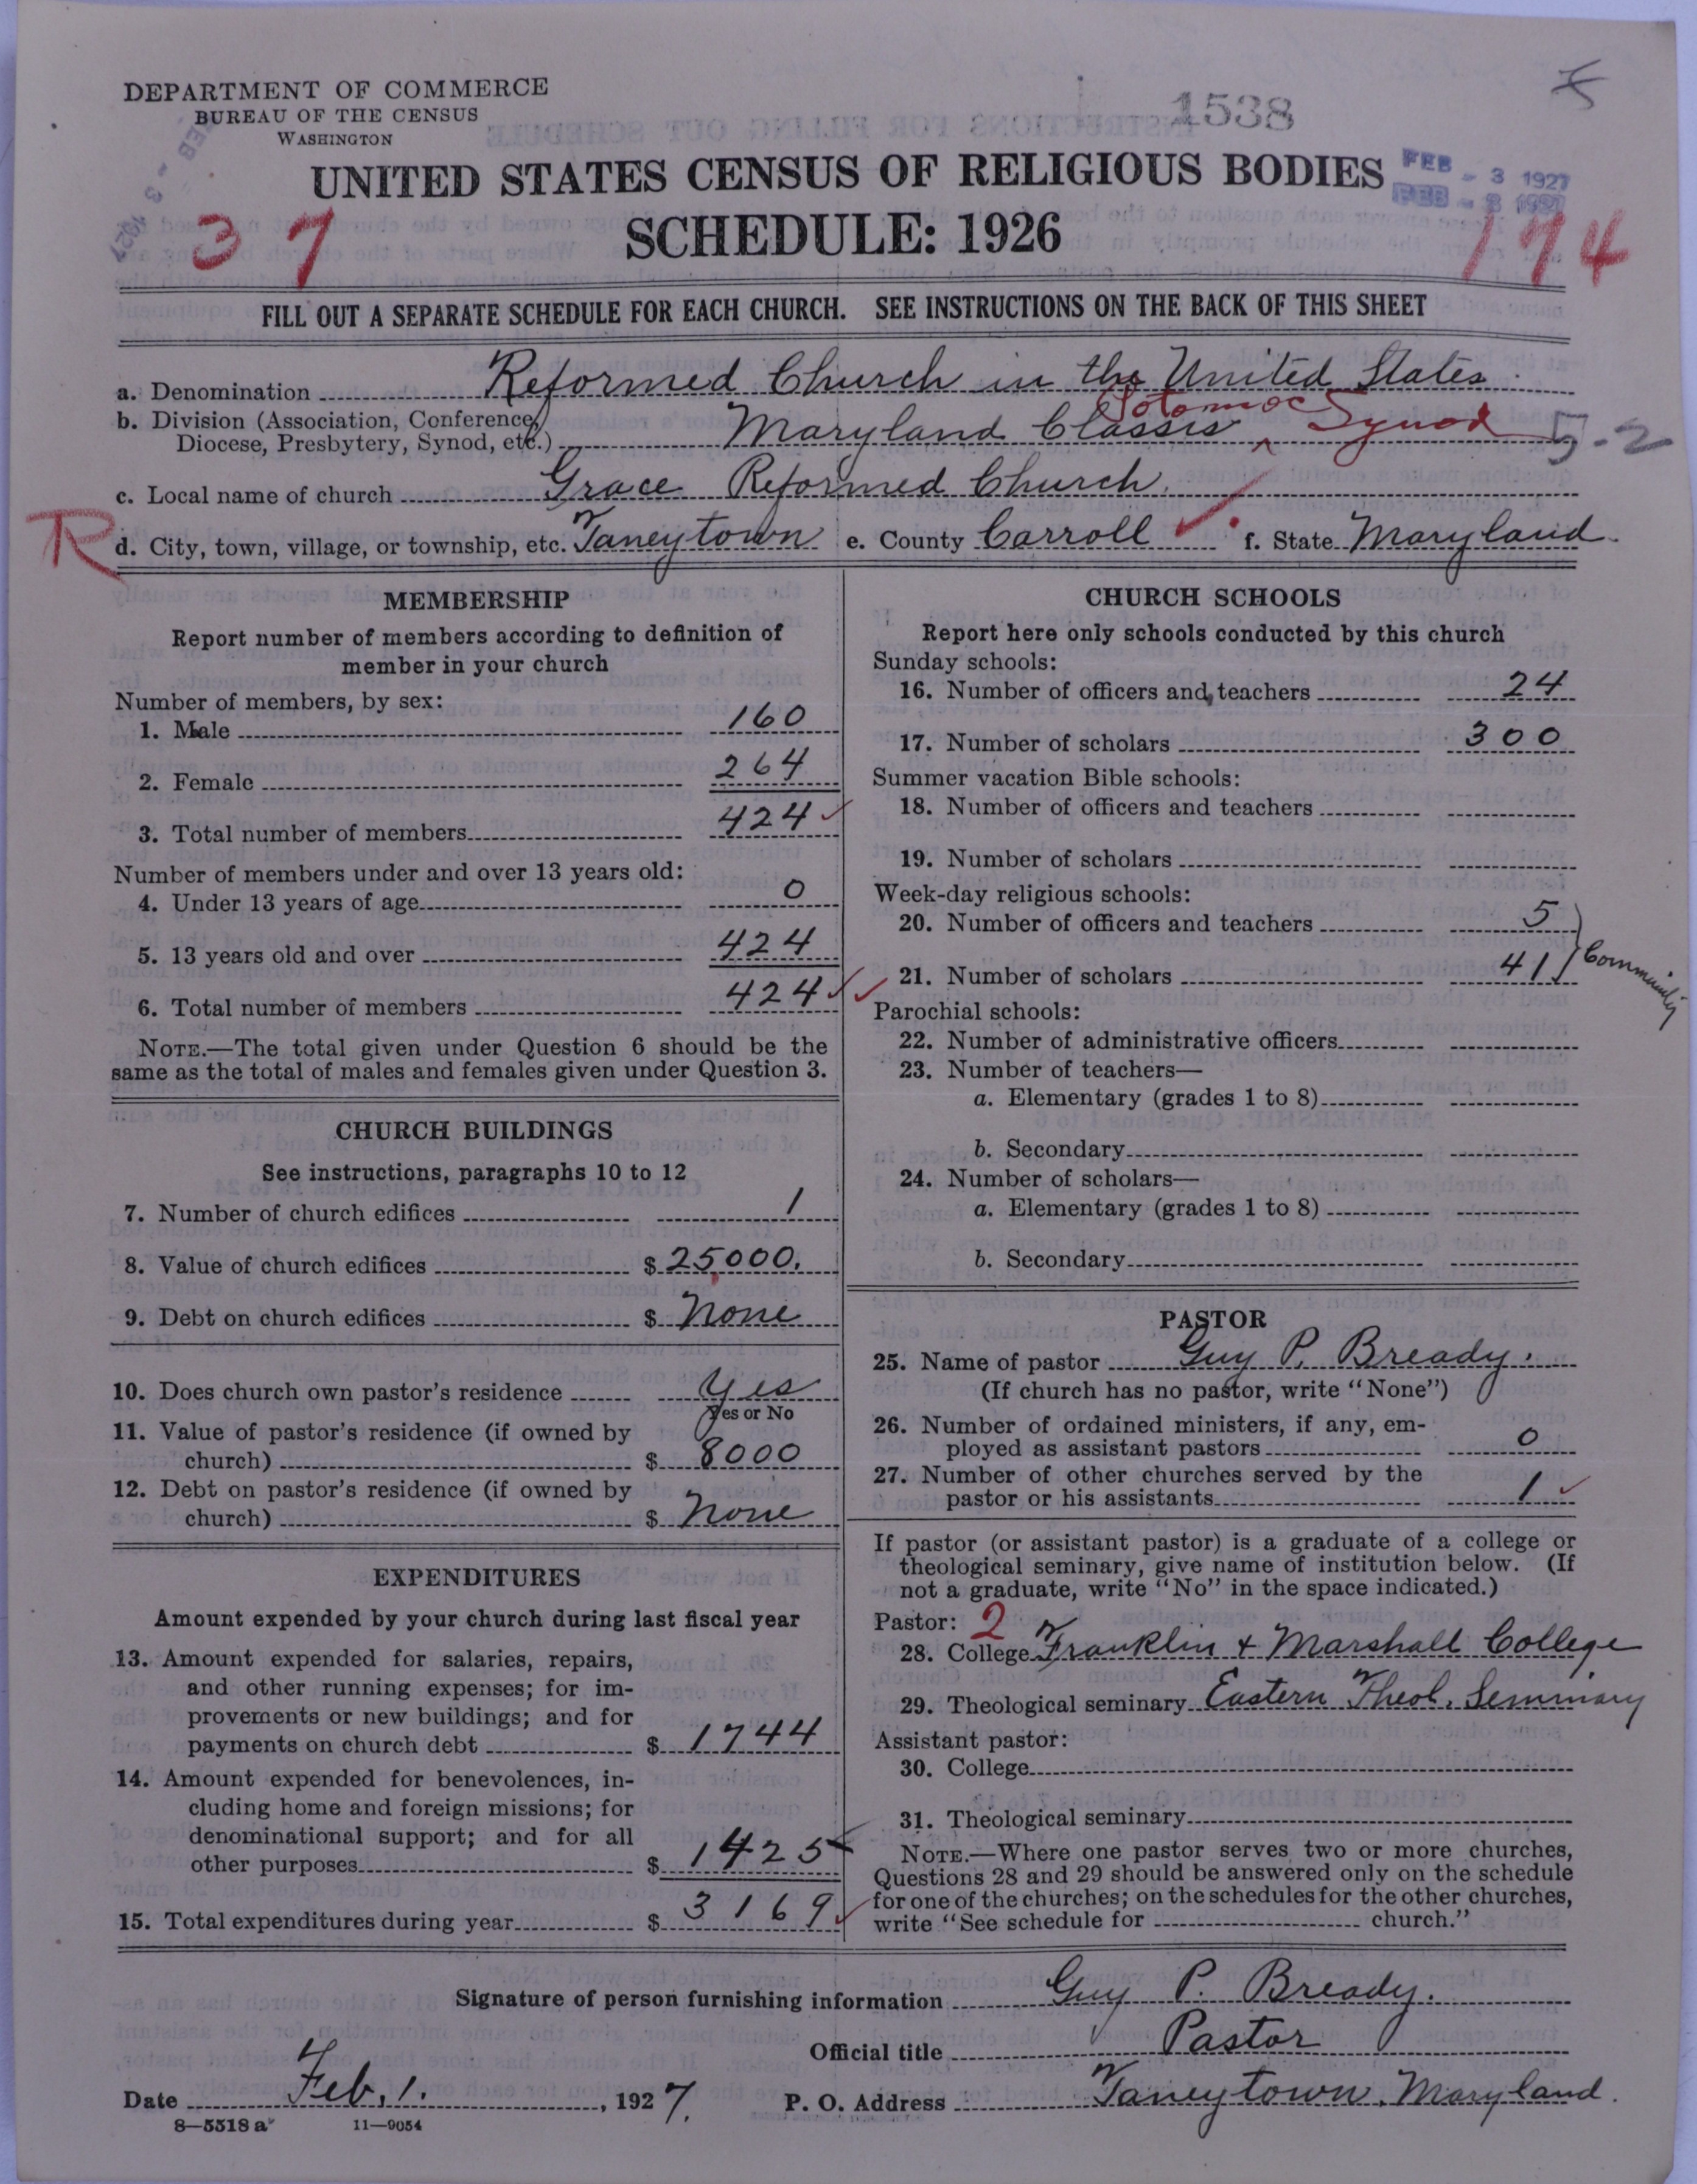 DEPARTMENT OF COMMERCE
BUREAU OF THE CENSUS
WASHINGTON
1538
UNITED STATES CENSUS OF RELIGIOUS BODIES
SCHEDULE: 1926
FEB - 3 1927
37
174
FILL OUT A SEPARATE SCHEDULE FOR EACH CHURCH. SEE INSTRUCTIONS ON THE BACK OF THIS SHEET
a. Denomination Reformed Church in the United States
b. Division (Association, Conference,
Diocese, Presbytery, Synod, etc.) Maryland Classis ^ Potomac Synod 5-2
c. Local name of church Grace Reformed Church.
R
d. City, town, village, or township, etc. Taneytown e. County Carroll f. State Maryland.
MEMBERSHIP
Report number of members according to definition of
member in your church
Number of members, by sex:
1. Male 160
2. Female 264
3. Total number of members 424
Number of members under and over 13 years old:
4. Under 13 years of age 0
5. 13 years old and over 424
6. Total number of members 424
NOTE.—The total given under Question 6 should be the
same as the total of males and females given under Question 3.
CHURCH BUILDINGS
See instructions, paragraphs 10 to 12
7. Number of church edifices 1
8. Value of church edifices $ 25,000.
9. Debt on church edifices $ None
10. Does church own pastor's residence Yes
Yes or No
11. Value of pastor's residence (if owned by
church) $ 8000
12. Debt on pastor's residence (if owned by
church) $ None
EXPENDITURES
Amount expended by your church during last fiscal year
13. Amount expended for salaries, repairs,
and other running expenses; for im-
provements or new buildings; and for
payments on church debt $ 1744
14. Amount expended for benevolences, in-
cluding home and foreign missions; for
denominational support; and for all
other purposes $ 1425
15. Total expenditures during year $ 3169
CHURCH SCHOOLS
Report here only schools conducted by this church
Sunday schools:
16. Number of officers and teachers 24
17. Number of scholars 300
Summer vacation Bible schools:
18. Number of officers and teachers
19. Number of scholars
Week-day religious schools:
20. Number of officers and teachers 5
21. Number of scholars 41 Community
Parochial schools:
22. Number of administrative officers
23. Number of teachers—
a. Elementary (grades 1 to 8)
b. Secondary
24. Number of scholars—
a. Elementary (grades 1 to 8)
b. Secondary
PASTOR
25. Name of pastor Guy P. Bready.
(If church has no pastor, write "None")
26. Number of ordained ministers, if any, em-
ployed as assistant pastors 0
27. Number of other churches served by the
pastor or his assistants 1
If pastor (or assistant pastor) is a graduate of a college or
theological seminary, give name of institution below. (If
not a graduate, write "No" in the space indicated.)
Pastor: 2
28. College Franklin + Marshall College
29. Theological seminary Eastern Theol. Seminary
Assistant pastor:
30. College
31. Theological seminary
NOTE.—Where one pastor serves two or more churches,
Questions 28 and 29 should be answered only on the schedule
for one of the churches; on the schedules for the other churches,
write "See schedule for church."
Signature of person furnishing information Guy P. Bready.
Official title Pastor
Date Feb. 1. , 1927. P. O. Address Taneytown, Maryland.
8—5518 a 11—9054